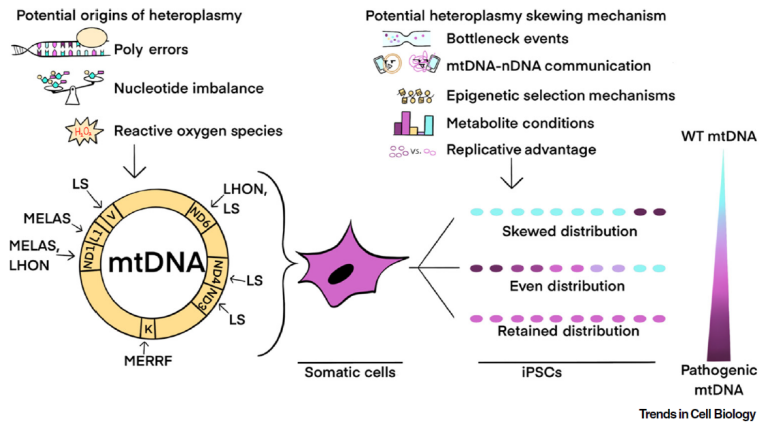 Potential origins of heteroplasmy
Poly errors
Nucleotide imbalance
H₂O₂
Reactive oxygen species
Potential heteroplasmy skewing mechanism
Bottleneck events
mtDNA-nDNA communication
Epigenetic selection mechanisms
Metabolite conditions
vs.
Replicative advantage
LS
MELAS
MELAS,
LHON
LHON,
LS
LS
LS
MERRF
V
L1
ND1
ND6
ND4
ND3
K
mtDNA
Somatic cells
Skewed distribution
Even distribution
Retained distribution
iPSCs
WT mtDNA
Pathogenic
mtDNA
Trends in Cell Biology